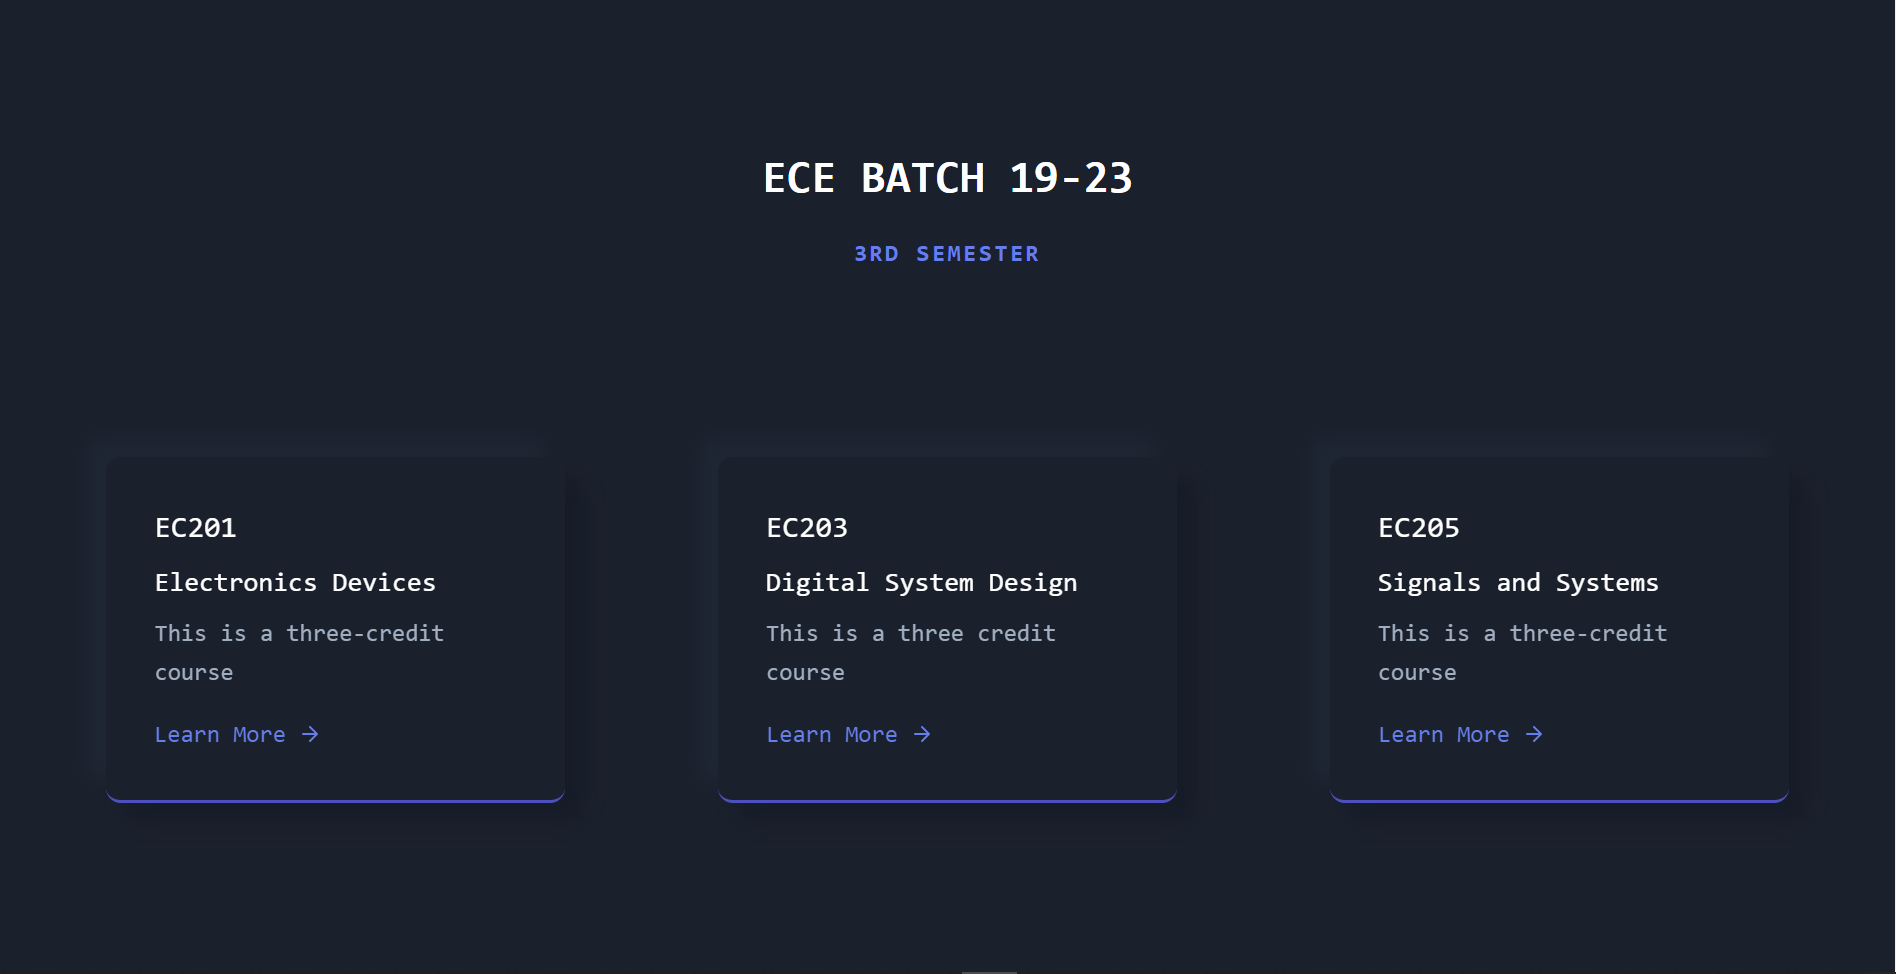 ECE BATCH 19-23
3RD SEMESTER
EC201
Electronics Devices
This is a three-credit
course
Learn More →
EC203
Digital System Design
This is a three credit
course
Learn More →
EC205
Signals and Systems
This is a three-credit
course
Learn More →